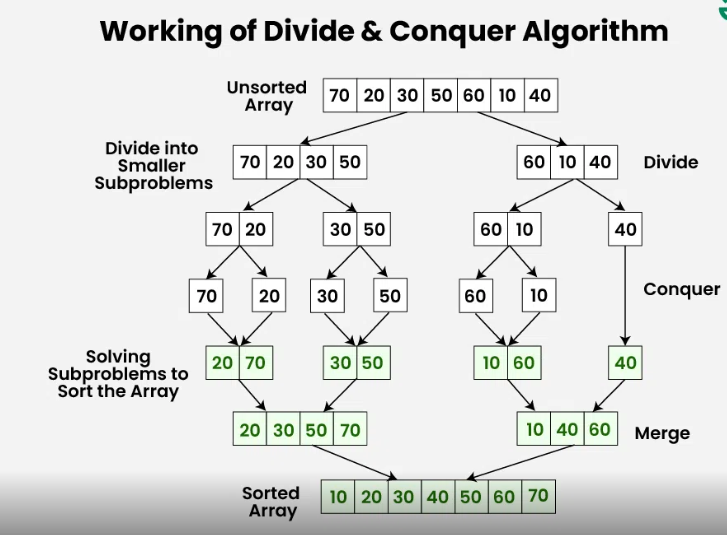 Working of Divide & Conquer Algorithm
Unsorted
Array
70 20 30 50 60 10 40
Divide into
Smaller
Subproblems
70 20 30 50
60 10 40
Divide
70 20
30 50
60 10
40
70
20
30
50
60
10
Conquer
Solving
Subproblems to
Sort the Array
20 70
30 50
10 60
40
20 30 50 70
10 40 60
Merge
Sorted
Array
10 20 30 40 50 60 70